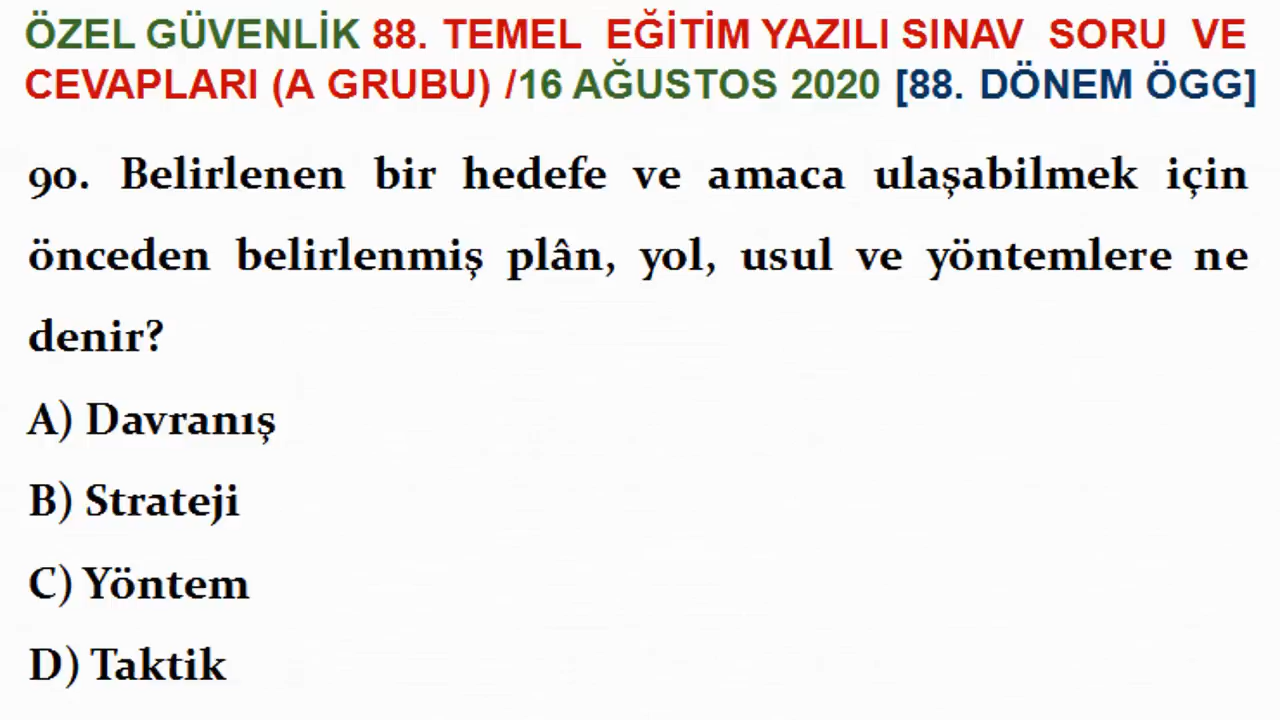 ÖZEL GÜVENLİK 88. TEMEL EĞİTİM YAZILI SINAV SORU VE
CEVAPLARI (A GRUBU) /16 AĞUSTOS 2020 [88. DÖNEM ÖGG]
90. Belirlenen bir hedefe ve amaca ulaşabilmek için
önceden belirlenmiş plân, yol, usul ve yöntemlere ne
denir?
A) Davranış
B) Strateji
C) Yöntem
D) Taktik